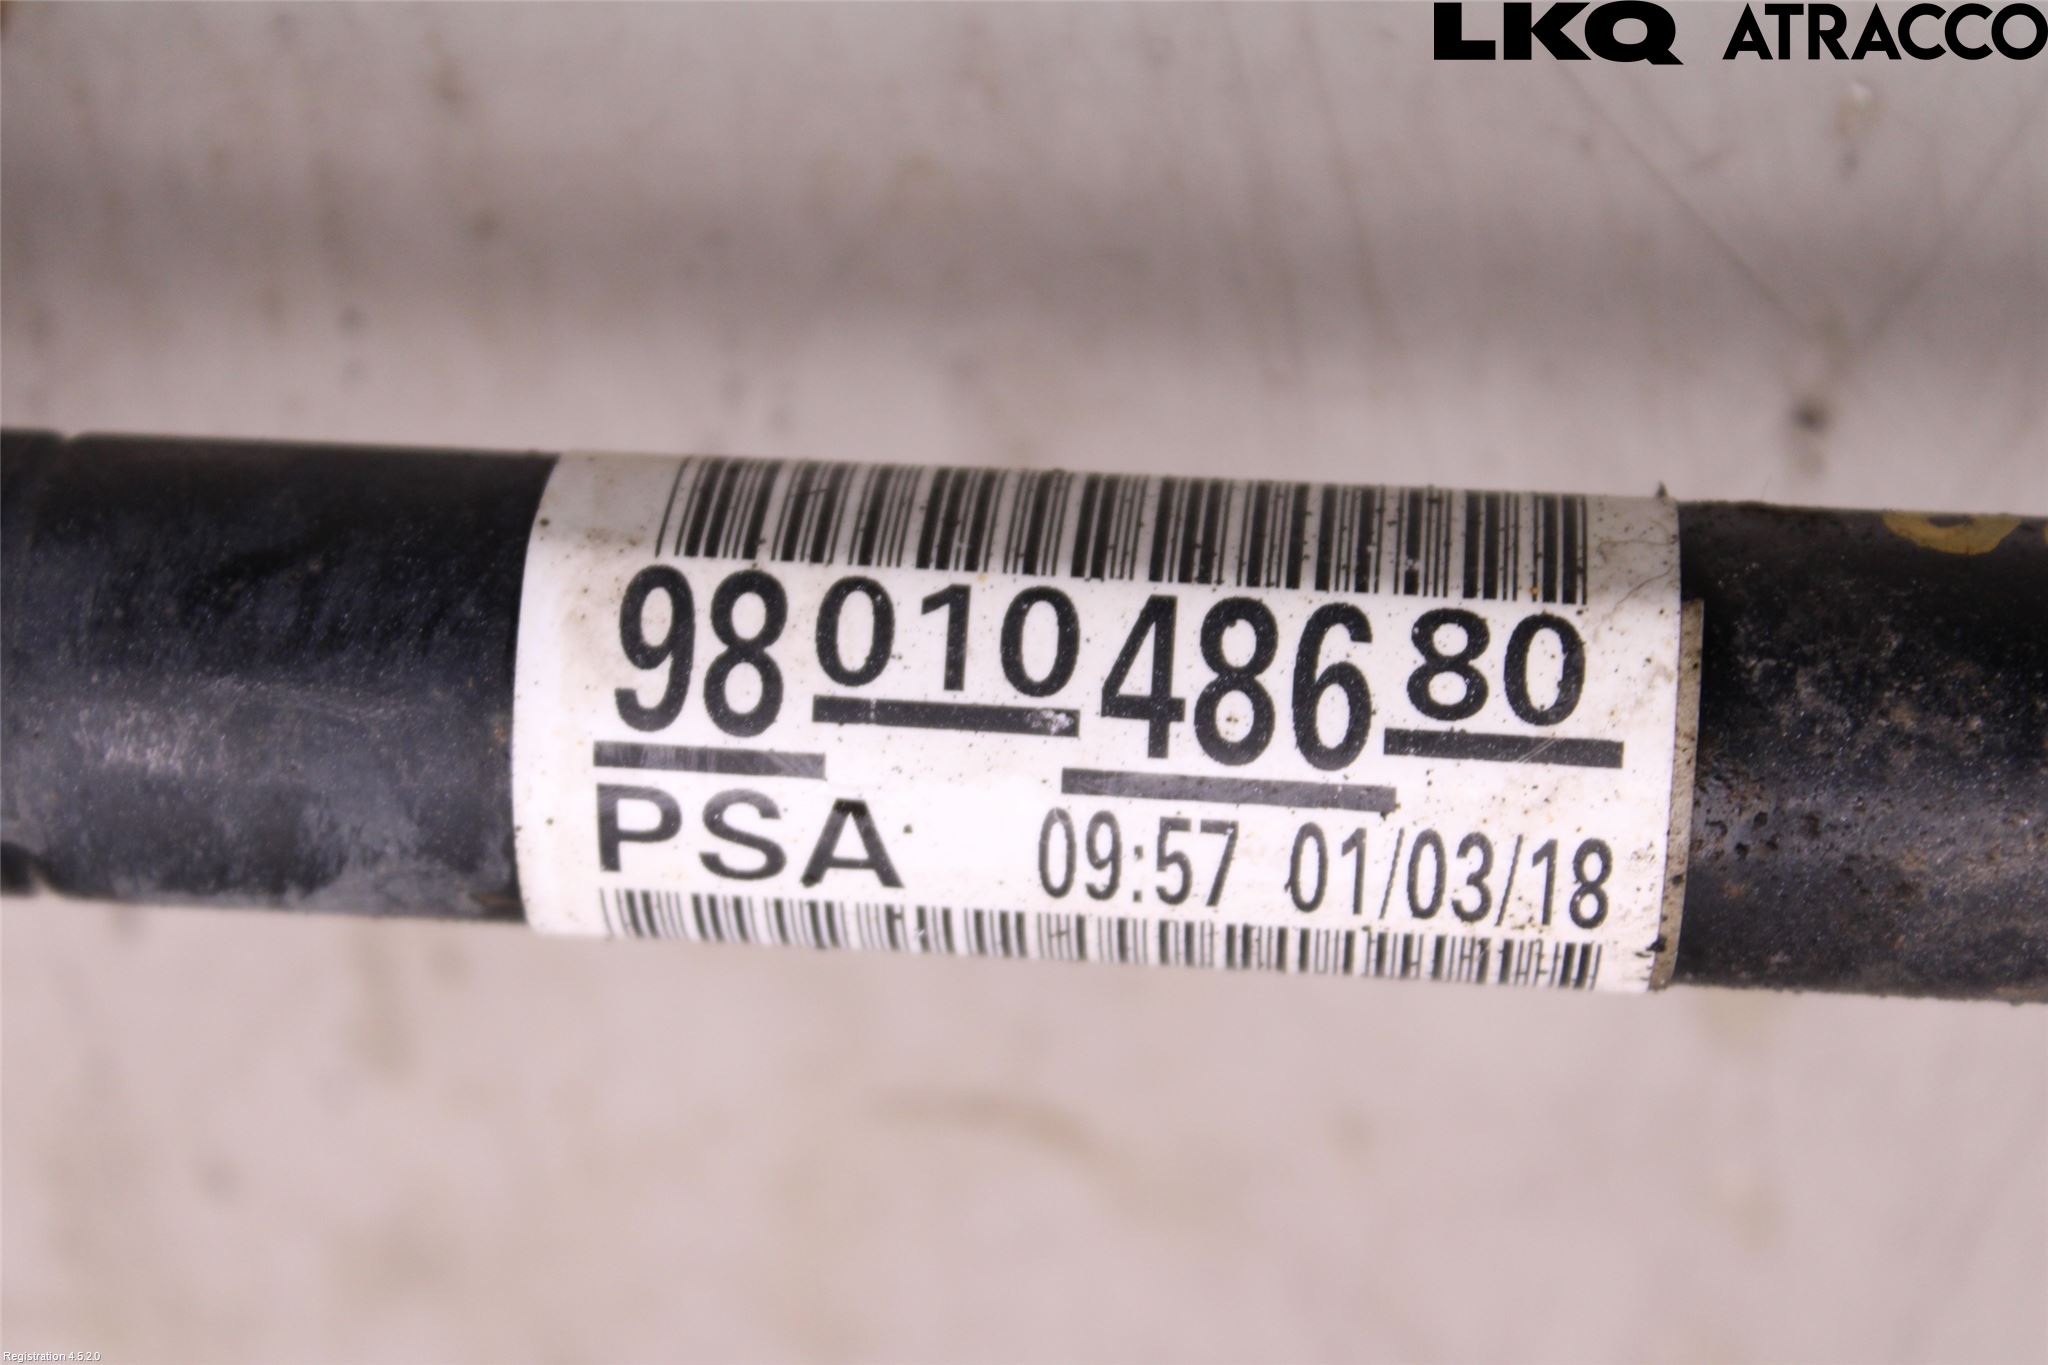 LKQ ATRACCO
9801048680
PSA 09:57 01/03/18
Registration 4.5.2.0